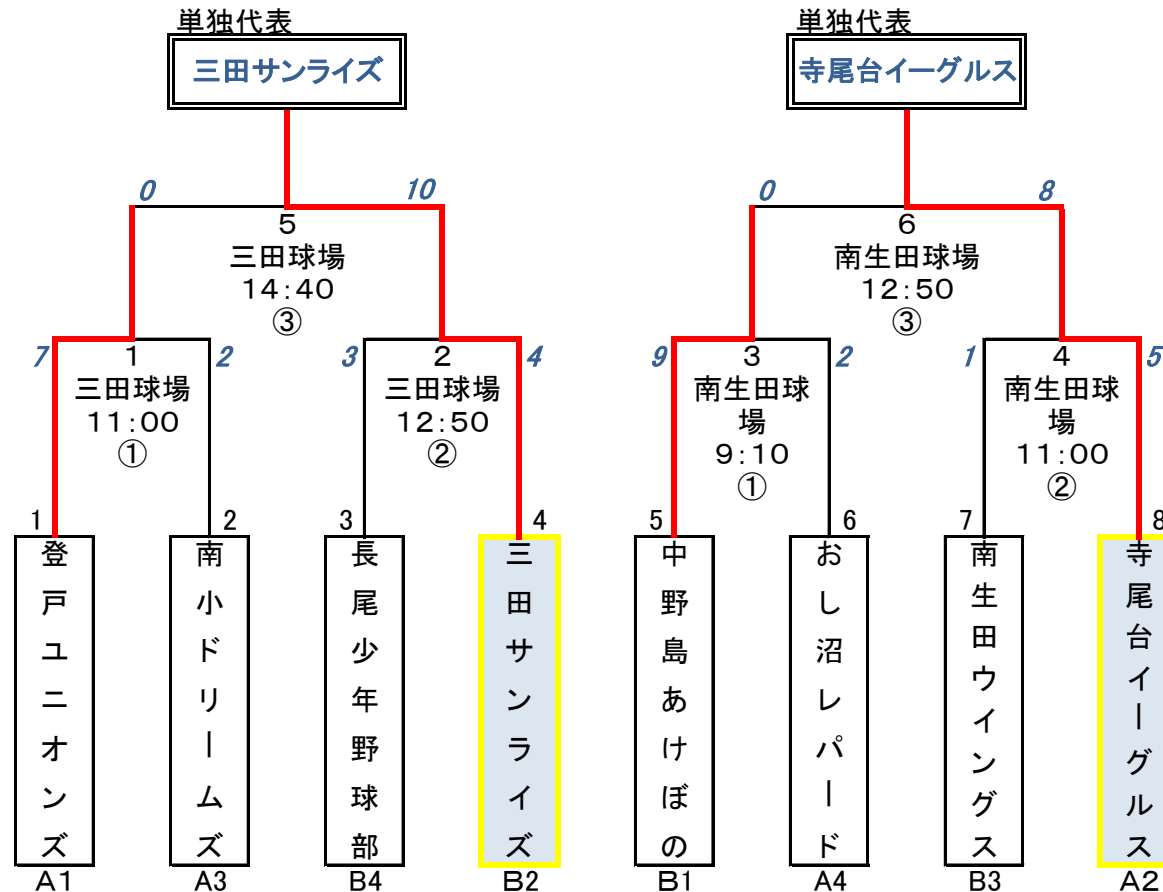 単独代表
単独代表
三田サンライズ
寺尾台イーグルス
0 10
0 8
5
三田球場
14:40
③
6
南生田球場
12:50
③
7 1 2
三田球場
11:00
①
3 2 4
三田球場
12:50
②
9 3 2
南生田球
場
9:10
①
1 4 5
南生田球
場
11:00
②
1 2 3 4 5 6 7 8
登戸ユニオンズ
南小ドリームズ
長尾少年野球部
三田サンライズ
中野島あけぼの
おし沼レパード
南生田ウイングス
寺尾台イーグルス
A1 A3 B4 B2 B1 A4 B3 A2